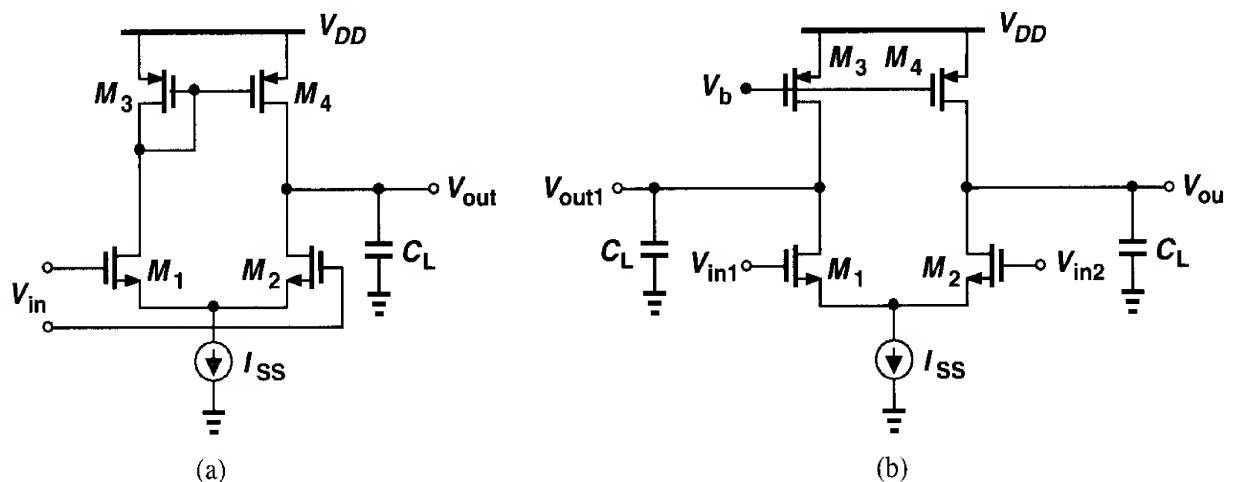 V_DD
M_3
M_4
V_out
C_L
V_in
M_1
M_2
I_SS
(a)
V_DD
M_3
M_4
V_b
V_out1
V_ou
C_L
C_L
V_in1
M_1
M_2
V_in2
I_SS
(b)